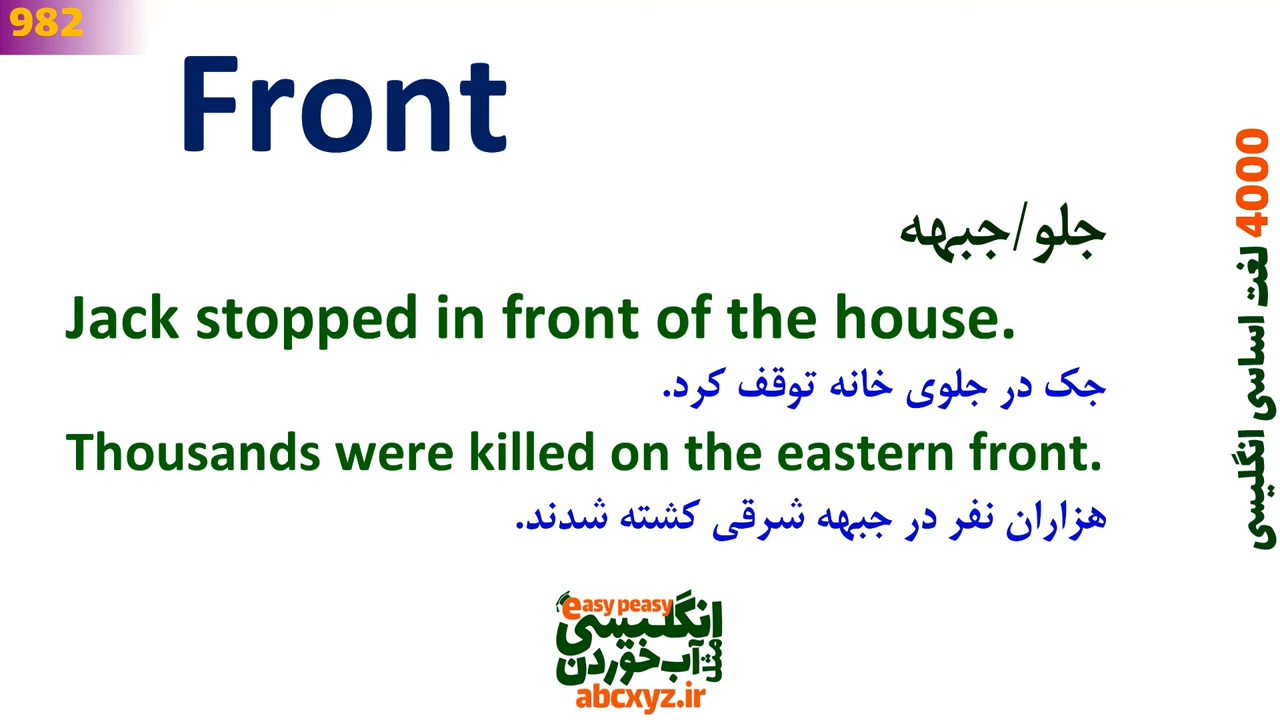 982
Front
جلو/جبهه
Jack stopped in front of the house.
جک در جلوی خانه توقف کرد.
Thousands were killed on the eastern front.
هزاران نفر در جبهه شرقی کشته شدند.
4000 لغت اساسی انگلیسی
easy peasy
انگلیسی
مثل آب خوردن
abcxyz.ir